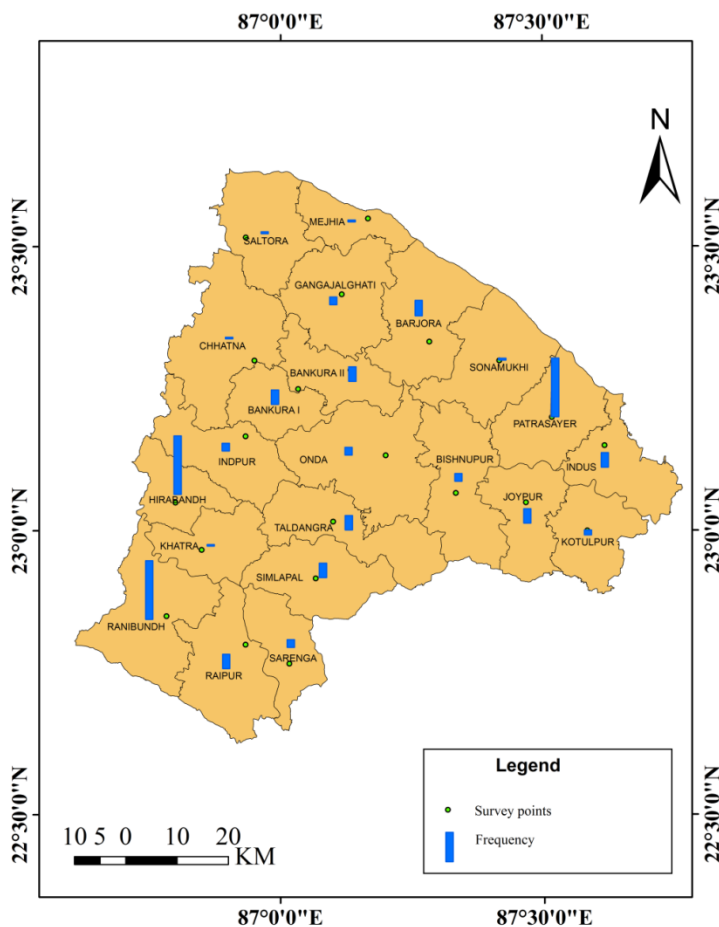 87°0'0"E
87°30'0"E
N
MEJHIA
SALTORA
23°30'0"N
23°30'0"N
GANGAJALGHATI
BARJORA
CHHATNA
SONAMUKHI
BANKURA II
BANKURA I
PATRASAYER
ONDA
BISHNUPUR
INDPUR
INDUS
HIRABANDH
JOYPUR
TALDANGRA
23°0'0"N
23°0'0"N
KOTULPUR
KHATRA
SIMLAPAL
RANIBUNDH
SARENGA
RAIPUR
Legend
Survey points
Frequency
22°30'0"N
22°30'0"N
10 5 0 10 20
KM
87°0'0"E
87°30'0"E